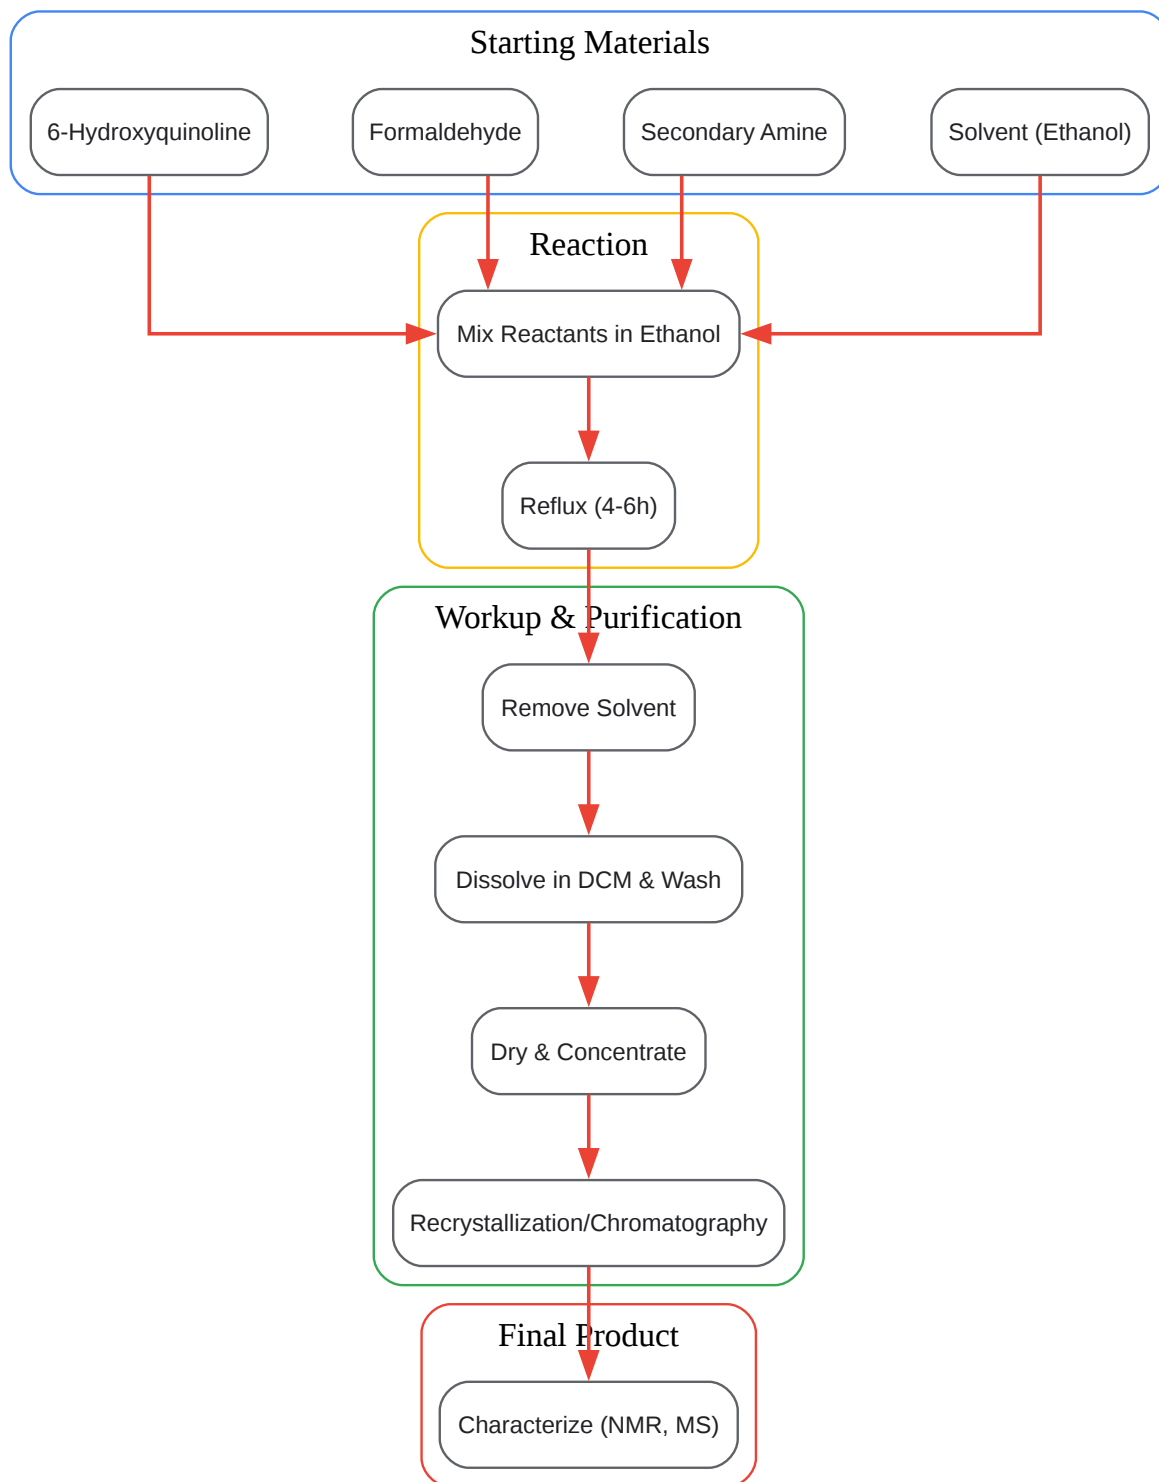 Starting Materials
6-Hydroxyquinoline
Formaldehyde
Secondary Amine
Solvent (Ethanol)
Reaction
Mix Reactants in Ethanol
Reflux (4-6h)
Workup & Purification
Remove Solvent
Dissolve in DCM & Wash
Dry & Concentrate
Recrystallization/Chromatography
Final Product
Characterize (NMR, MS)